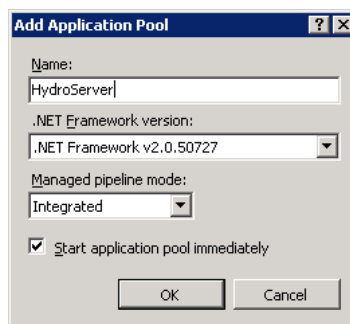 Add Application Pool
Name:
HydroServer
.NET Framework version:
.NET Framework v2.0.50727
Managed pipeline mode:
Integrated
Start application pool immediately
OK Cancel